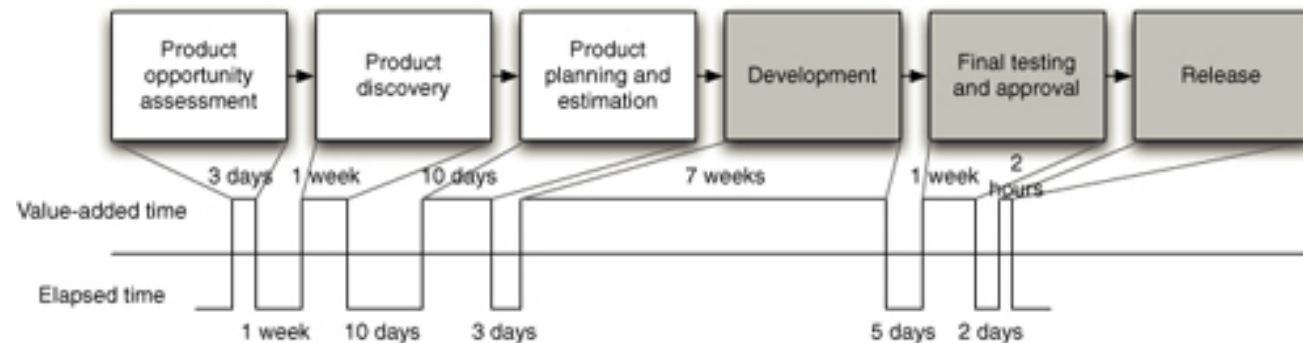 Product
opportunity
assessment
Product
discovery
Product
planning and
estimation
Development
Final testing
and approval
Release
3 days
1 week
10 days
7 weeks
1 week
2
hours
Value-added time
Elapsed time
1 week
10 days
3 days
5 days
2 days